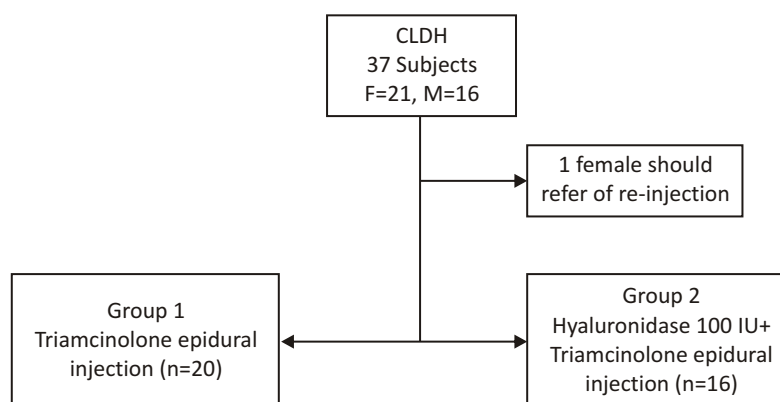 CLDH
37 Subjects
F=21, M=16
1 female should
refer of re-injection
Group 1
Triamcinolone epidural
injection (n=20)
Group 2
Hyaluronidase 100 IU+
Triamcinolone epidural
injection (n=16)